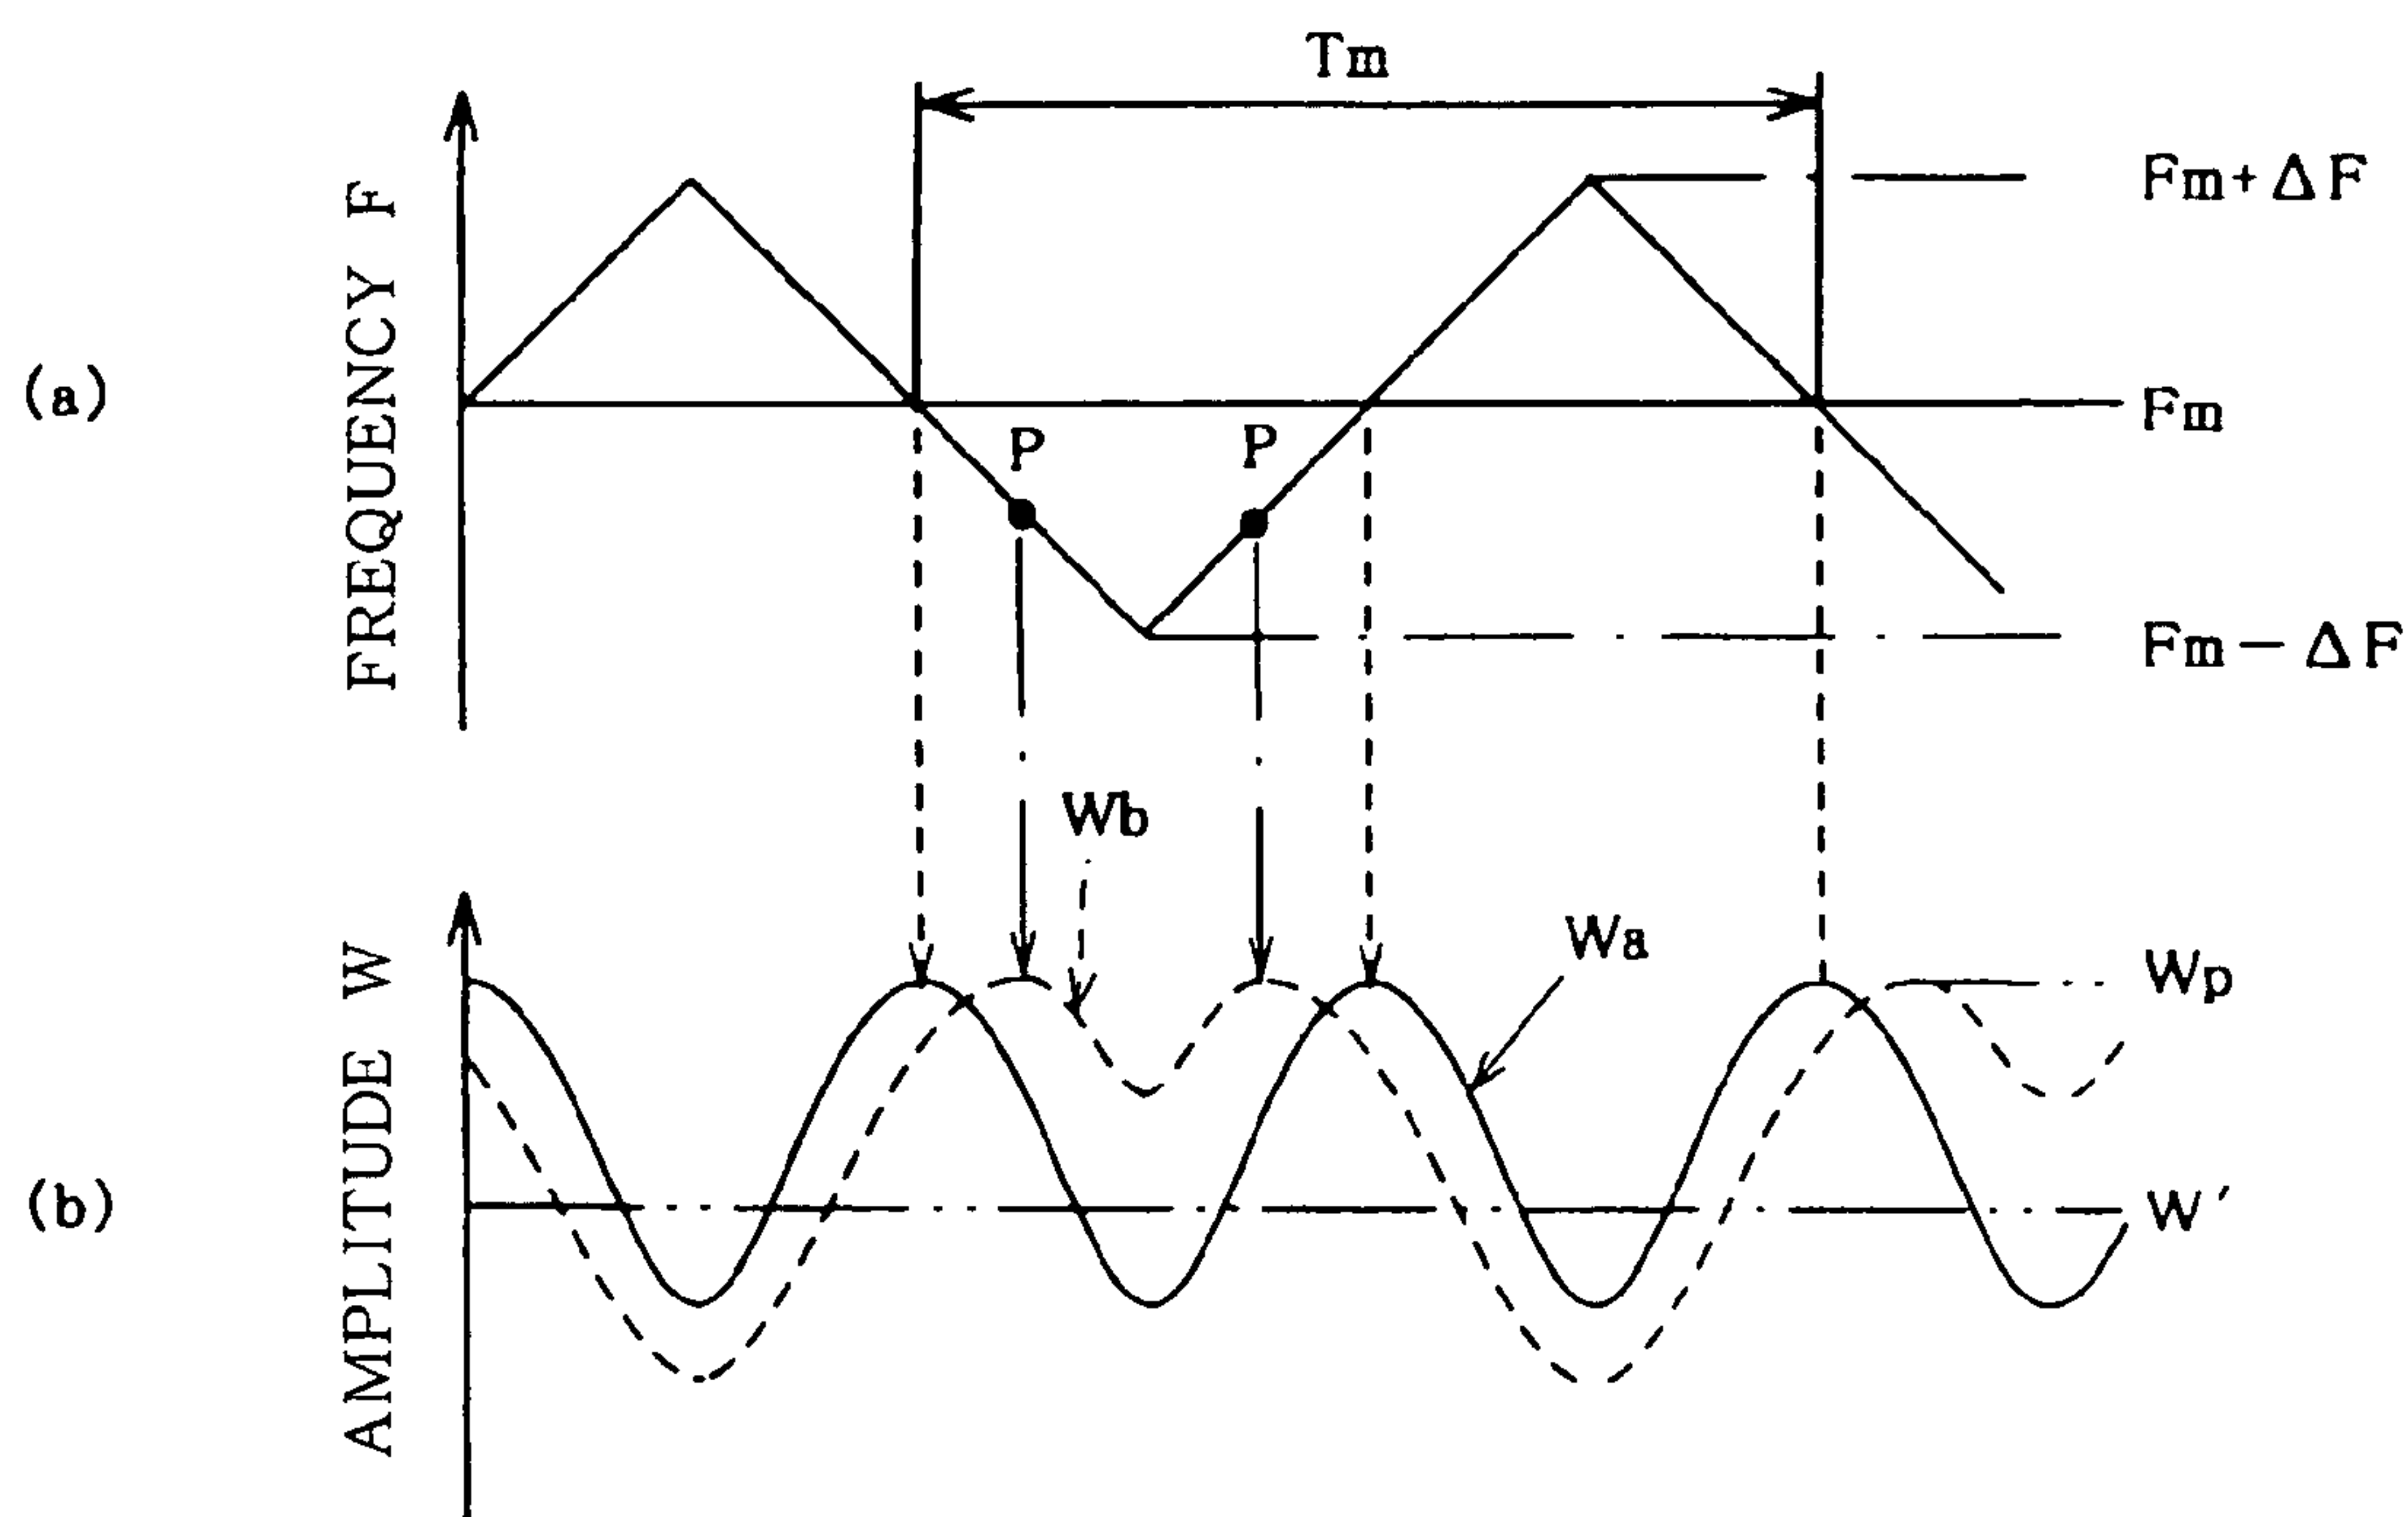 Tm
Fm+ΔF
FREQUENCY F
(a)
Fm
P
P
Fm-ΔF
Wb
Wa
Wp
AMPLITUDE W
(b)
W'